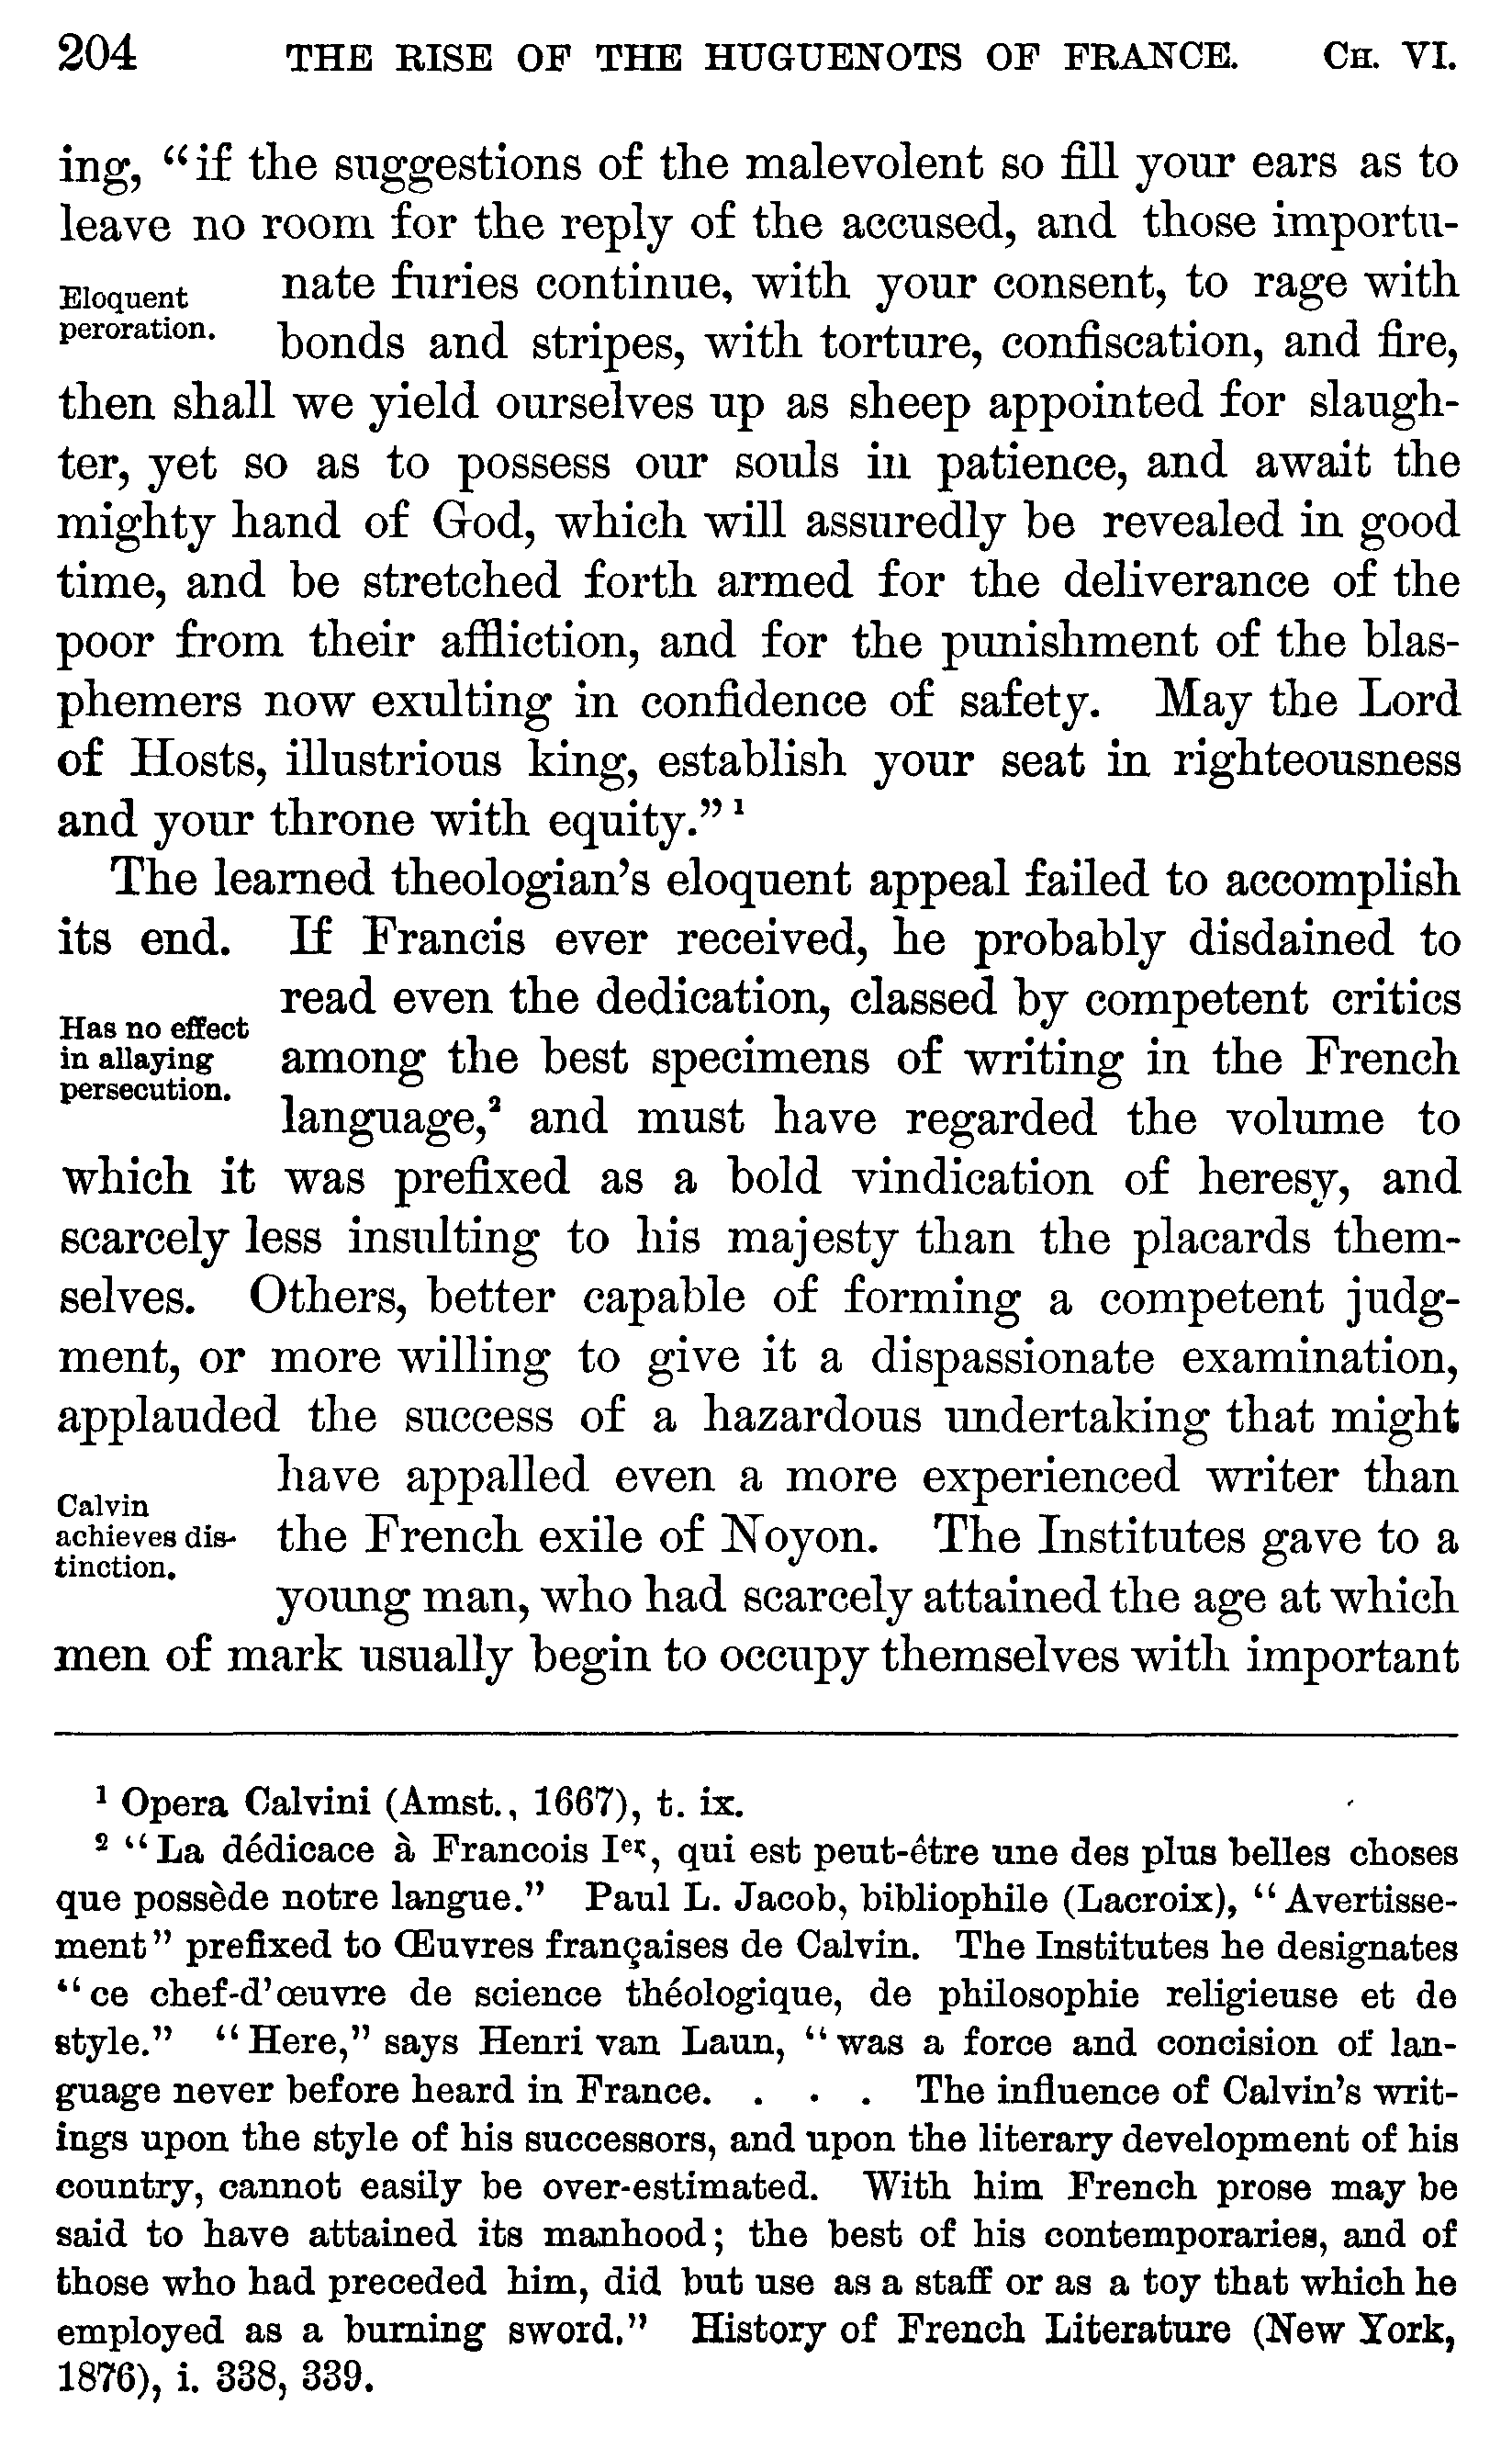 204 THE RISE OF THE HUGUENOTS OF FRANCE. CH. VI.
ing, “if the suggestions of the malevolent so fill your ears as to
leave no room for the reply of the accused, and those importu-
Eloquent
peroration.
nate furies continue, with your consent, to rage with
bonds and stripes, with torture, confiscation, and fire,
then shall we yield ourselves up as sheep appointed for slaugh-
ter, yet so as to possess our souls in patience, and await the
mighty hand of God, which will assuredly be revealed in good
time, and be stretched forth armed for the deliverance of the
poor from their affliction, and for the punishment of the blas-
phemers now exulting in confidence of safety. May the Lord
of Hosts, illustrious king, establish your seat in righteousness
and your throne with equity.” ¹
The learned theologian’s eloquent appeal failed to accomplish
its end. If Francis ever received, he probably disdained to
Has no effect
in allaying
persecution.
read even the dedication, classed by competent critics
among the best specimens of writing in the French
language,² and must have regarded the volume to
which it was prefixed as a bold vindication of heresy, and
scarcely less insulting to his majesty than the placards them-
selves. Others, better capable of forming a competent judg-
ment, or more willing to give it a dispassionate examination,
applauded the success of a hazardous undertaking that might
Calvin
achieves dis-
tinction.
have appalled even a more experienced writer than
the French exile of Noyon. The Institutes gave to a
young man, who had scarcely attained the age at which
men of mark usually begin to occupy themselves with important
¹ Opera Calvini (Amst., 1667), t. ix.
² “La dédicace à Francois Iᵉʳ, qui est peut-être une des plus belles choses
que possède notre langue.” Paul L. Jacob, bibliophile (Lacroix), “Avertisse-
ment” prefixed to Œuvres françaises de Calvin. The Institutes he designates
“ce chef-d’œuvre de science théologique, de philosophie religieuse et de
style.” “Here,” says Henri van Laun, “was a force and concision of lan-
guage never before heard in France. . . . The influence of Calvin’s writ-
ings upon the style of his successors, and upon the literary development of his
country, cannot easily be over-estimated. With him French prose may be
said to have attained its manhood; the best of his contemporaries, and of
those who had preceded him, did but use as a staff or as a toy that which he
employed as a burning sword.” History of French Literature (New York,
1876), i. 338, 339.